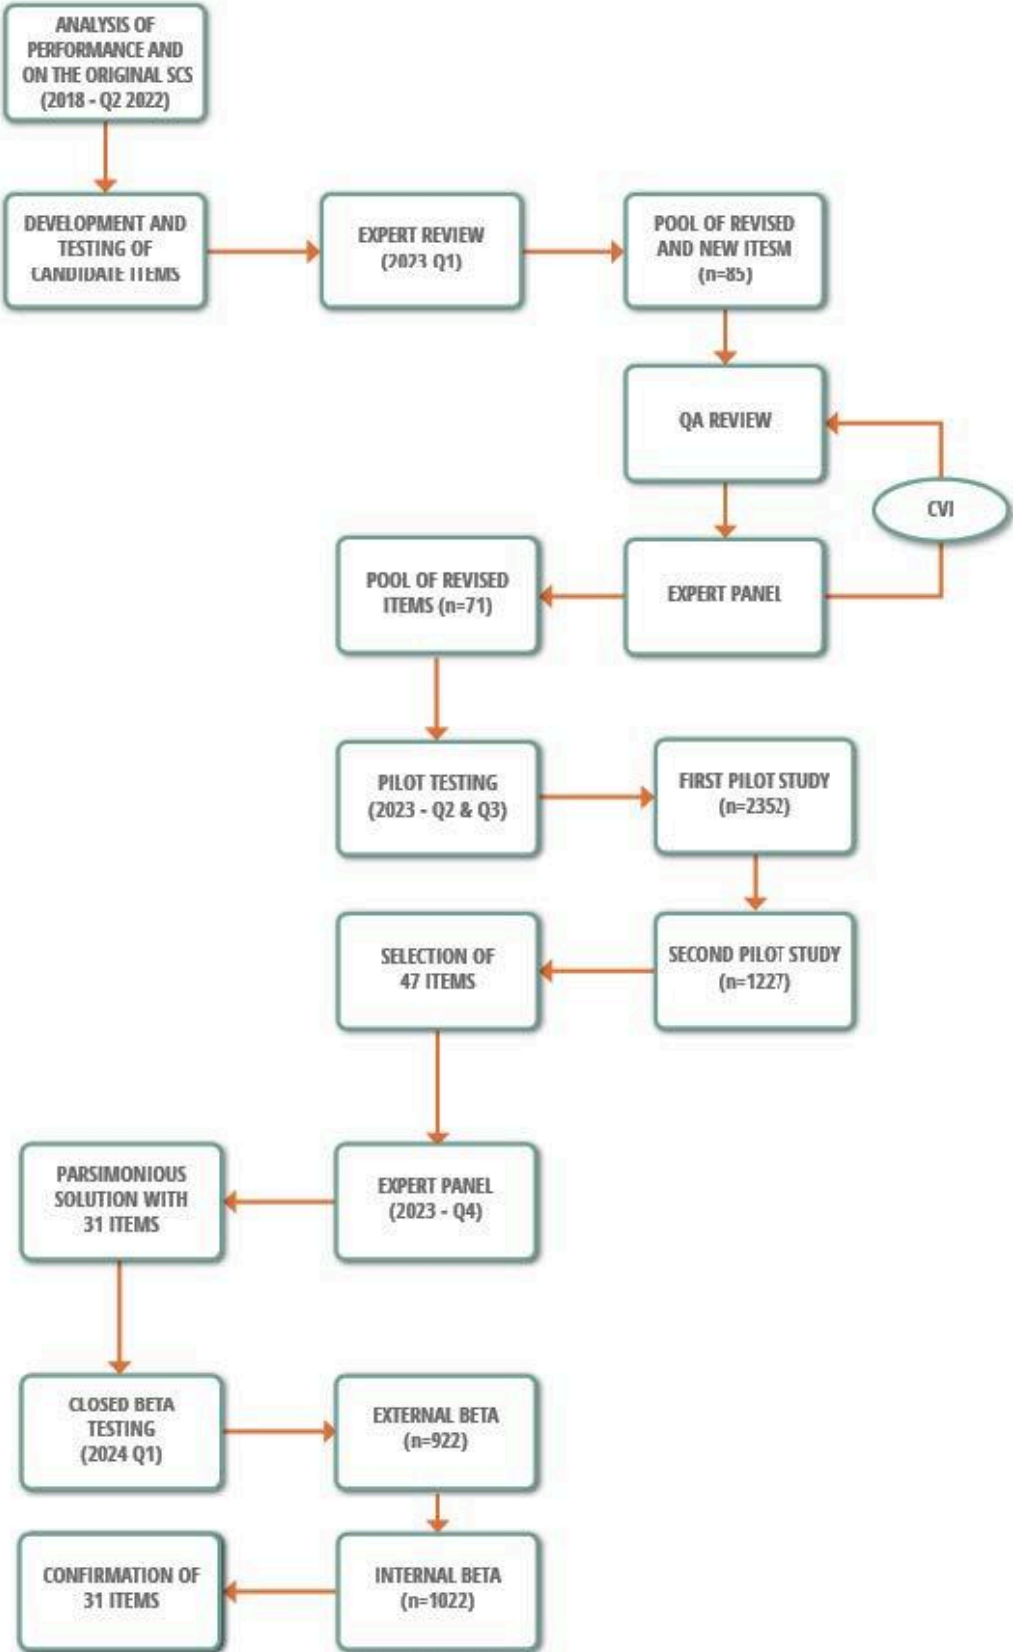 ANALYSIS OF
PERFORMANCE AND
ON THE ORIGINAL SCS
(2018 - Q2 2022)
DEVELOPMENT AND
TESTING OF
CANDIDATE ITEMS
EXPERT REVIEW
(2023 Q1)
POOL OF REVISED
AND NEW ITESM
(n=85)
QA REVIEW
CVI
EXPERT PANEL
POOL OF REVISED
ITEMS (n=71)
PILOT TESTING
(2023 - Q2 & Q3)
FIRST PILOT STUDY
(n=2352)
SECOND PILOT STUDY
(n=1227)
SELECTION OF
47 ITEMS
EXPERT PANEL
(2023 - Q4)
PARSIMONIOUS
SOLUTION WITH
31 ITEMS
CLOSED BETA
TESTING
(2024 Q1)
EXTERNAL BETA
(n=922)
INTERNAL BETA
(n=1022)
CONFIRMATION OF
31 ITEMS